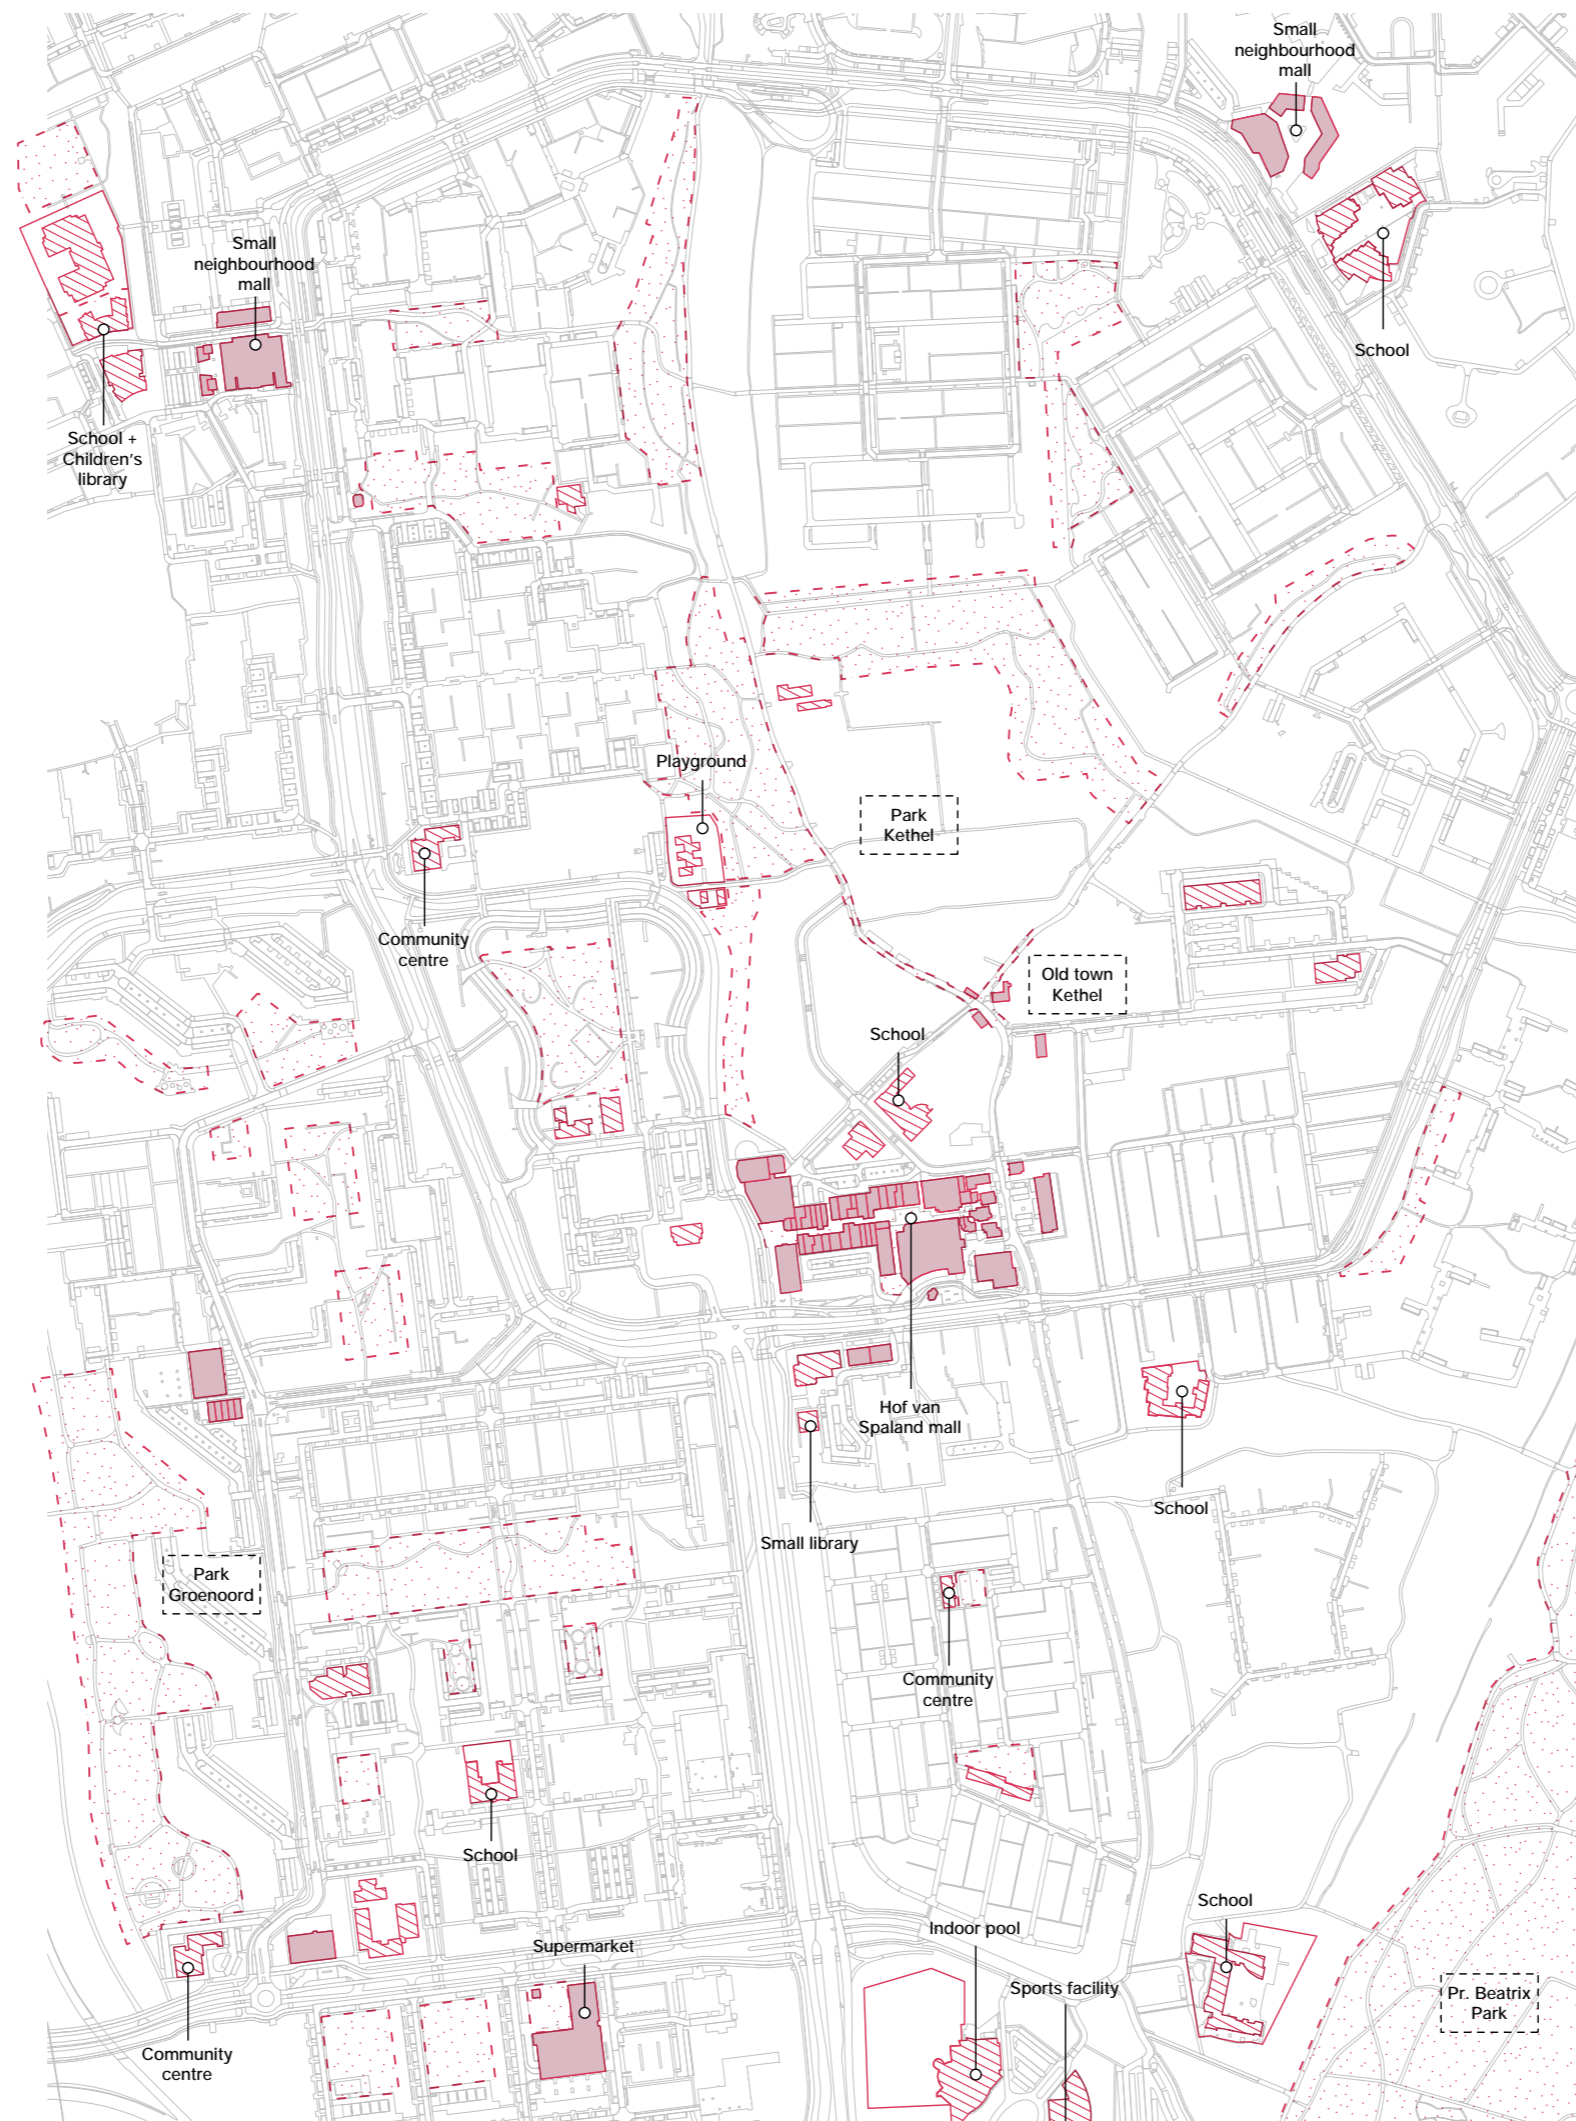 Small
neighbourhood
mall
Small
neighbourhood
mall
School
School +
Children's
library
Playground
Park
Kethel
Community
centre
Old town
Kethel
School
Hof van
Spaland mall
School
Small library
Park
Groenoord
Community
centre
School
School
Indoor pool
Supermarket
Sports facility
Pr. Beatrix
Park
Community
centre